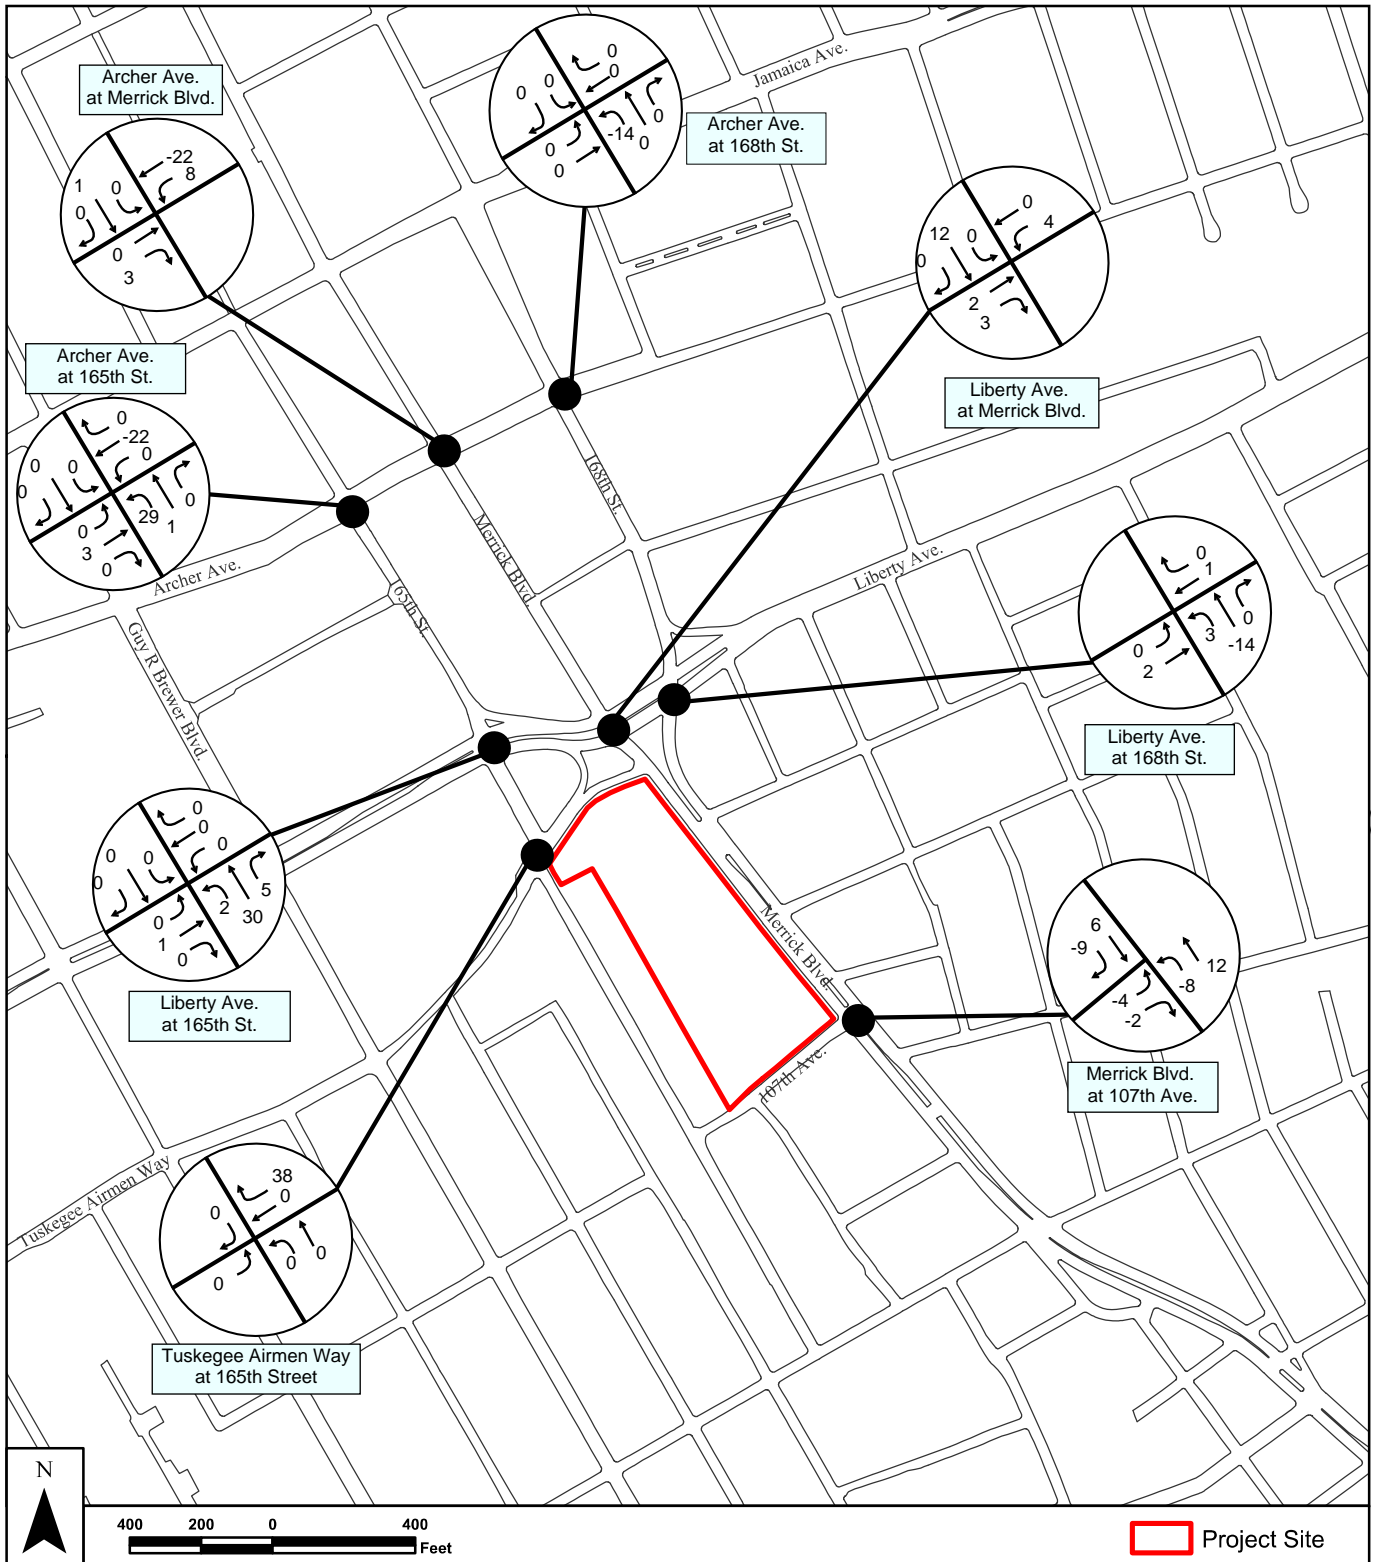 Archer Ave.
at Merrick Blvd.
-22
8
1
0
0
0
3
0
0
0
0
0
0
-14
0
0
Archer Ave.
at 168th St.
Jamaica Ave.
0
4
12
0
0
2
3
Liberty Ave.
at Merrick Blvd.
Archer Ave.
at 165th St.
0
-22
0
0
0
0
0
3
0
29
1
0
168th St.
Merrick Blvd.
Archer Ave.
165th St.
Guy R Brewer Blvd.
Liberty Ave.
0
1
0
3
-14
0
2
Liberty Ave.
at 168th St.
0
0
0
0
0
0
0
1
0
2
30
5
Liberty Ave.
at 165th St.
Merrick Blvd.
107th Ave.
6
-9
12
-8
-4
-2
Merrick Blvd.
at 107th Ave.
Tuskegee Airmen Way
38
0
0
0
0
0
Tuskegee Airmen Way
at 165th Street
N
400 200 0 400
Feet
Project Site